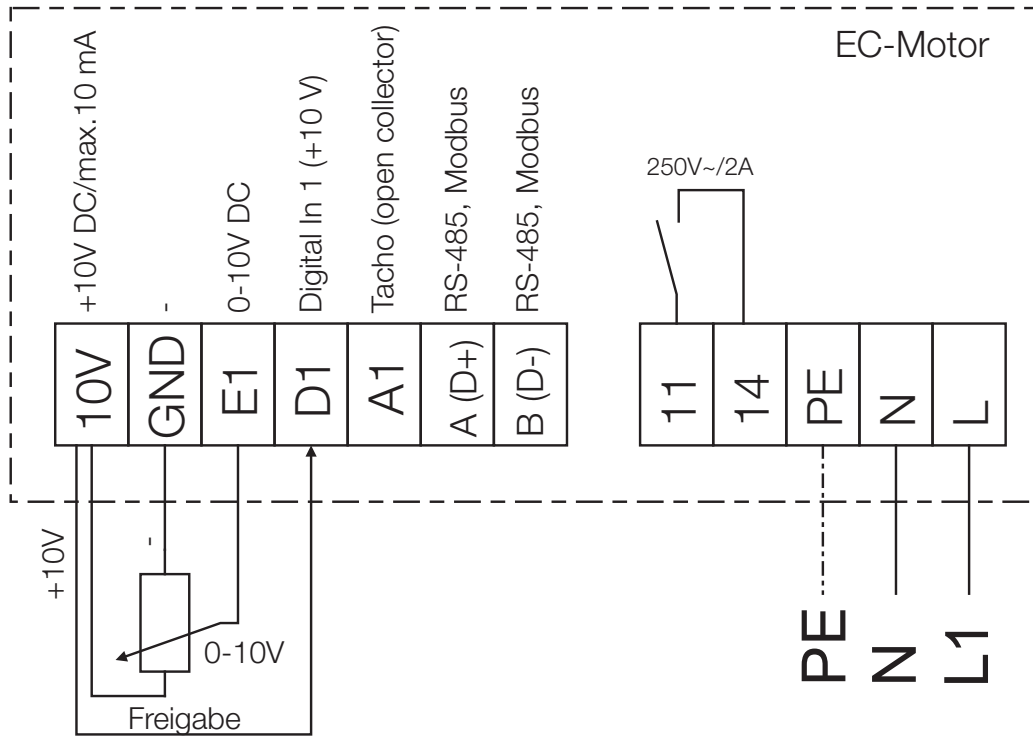 EC-Motor
+10V DC/max.10 mA
-
0-10V DC
Digital In 1 (+10 V)
Tacho (open collector)
RS-485, Modbus
RS-485, Modbus
250V~/2A
10V
GND
E1
D1
A1
A (D+)
B (D-)
11
14
PE
N
L
+10V
-
0-10V
Freigabe
PE
N
L1